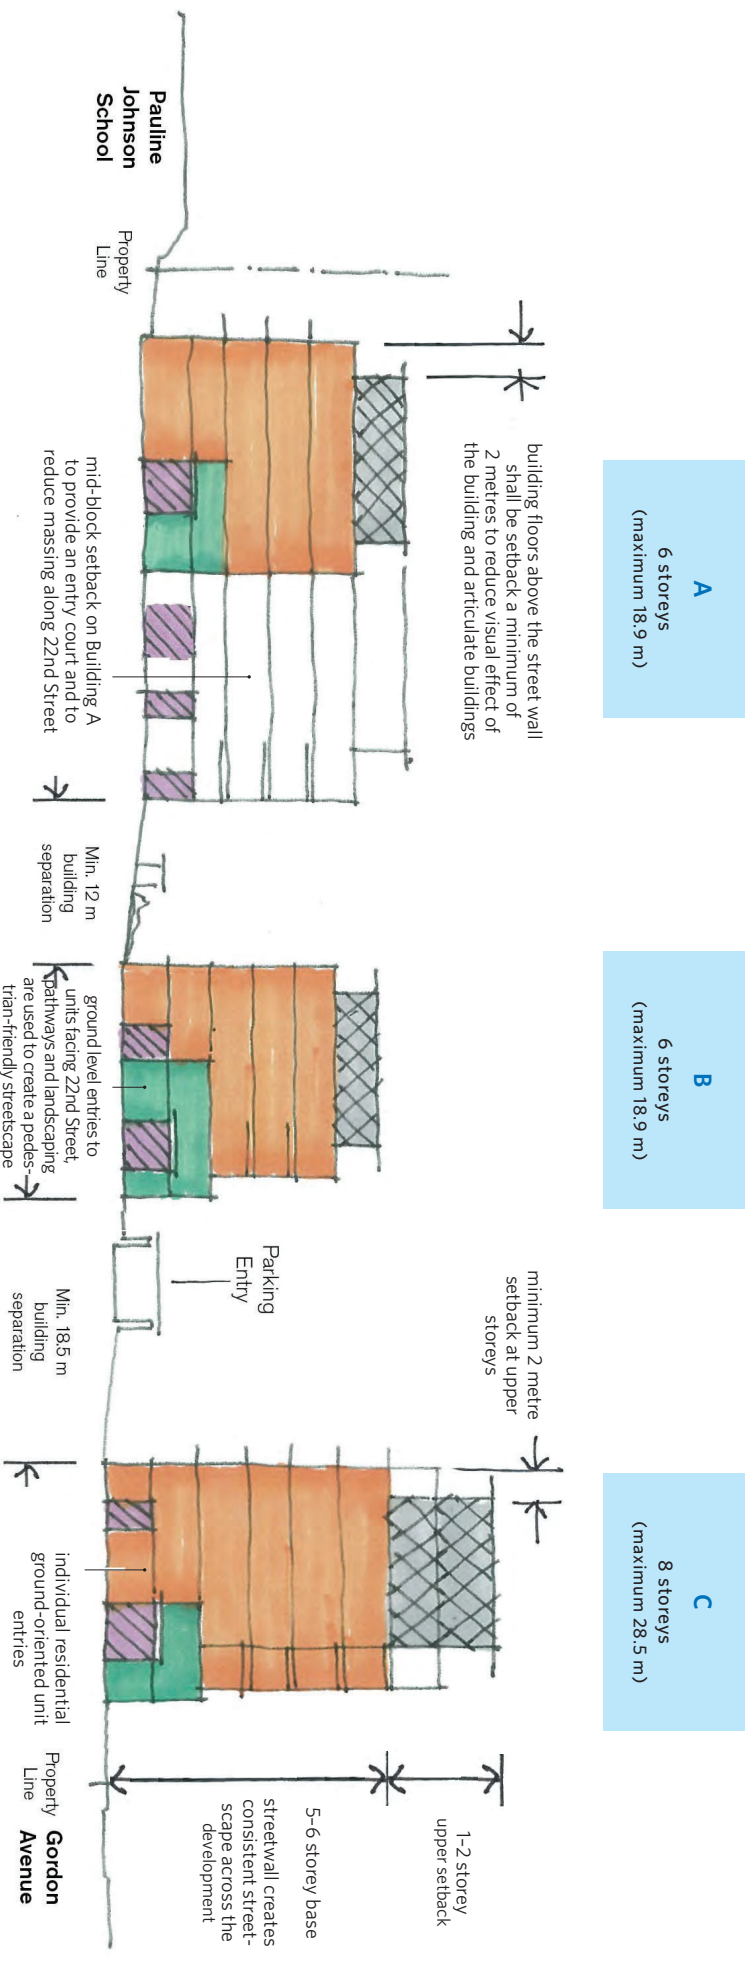 A
6 storeys
(maximum 18.9 m)
B
6 storeys
(maximum 18.9 m)
C
8 storeys
(maximum 28.5 m)
building floors above the street wall
shall be setback a minimum of
2 metres to reduce visual effect of
the building and articulate buildings
minimum 2 metre
setback at upper
storeys
1–2 storey
upper setback
5–6 storey base
streetwall creates
consistent street-
scape across the
development
Parking
Entry
Pauline
Johnson
School
Property
Line
mid-block setback on Building A
to provide an entry court and to
reduce massing along 22nd Street
Min. 12 m
building
separation
ground level entries to
units facing 22nd Street,
pathways and landscaping
are used to create a pedes-
trian-friendly streetscape
Min. 18.5 m
building
separation
individual residential
ground-oriented unit
entries
Property
Line
Gordon
Avenue